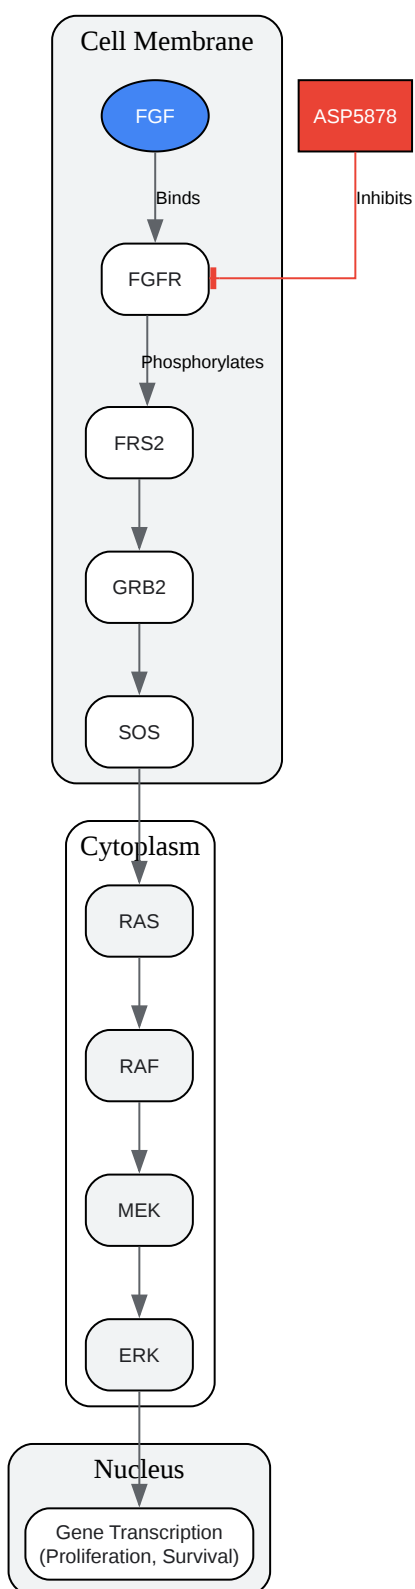 Cell Membrane
FGF
ASP5878
Binds
Inhibits
FGFR
Phosphorylates
FRS2
GRB2
SOS
Cytoplasm
RAS
RAF
MEK
ERK
Nucleus
Gene Transcription
(Proliferation, Survival)